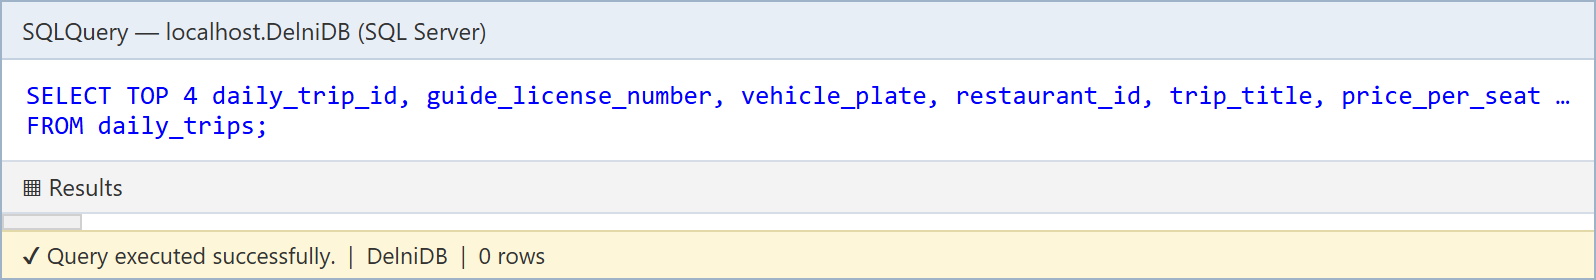 SQLQuery — localhost.DelniDB (SQL Server)
SELECT TOP 4 daily_trip_id, guide_license_number, vehicle_plate, restaurant_id, trip_title, price_per_seat …
FROM daily_trips;
▦ Results
✔ Query executed successfully. | DelniDB | 0 rows